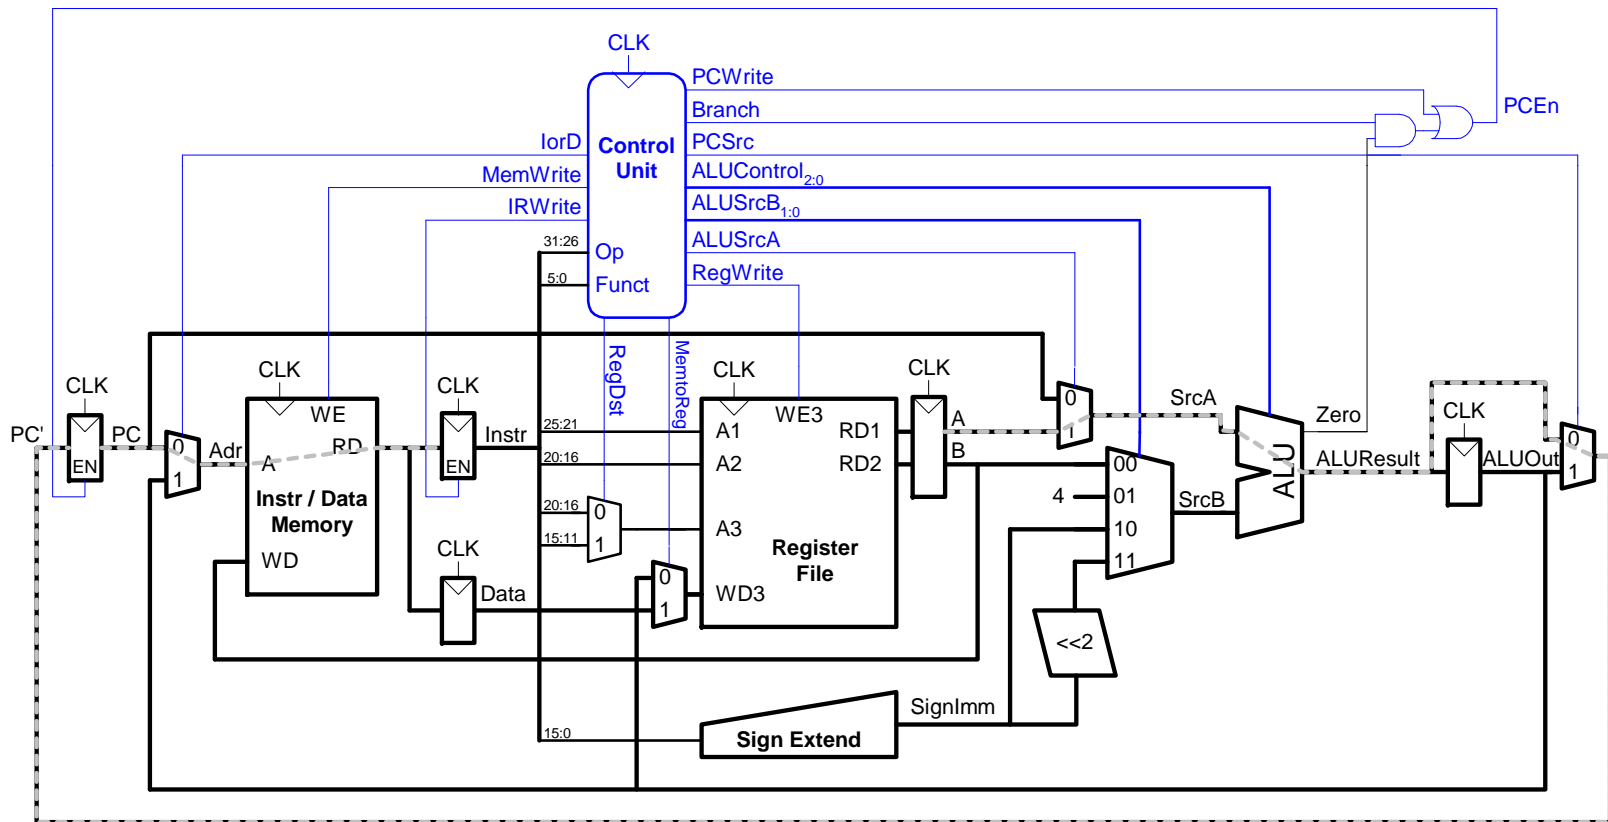 CLK
PCWrite
Branch
PCEn
IorD
Control
Unit
PCSrc
MemWrite
ALUControl2:0
IRWrite
ALUSrcB1:0
31:26
Op
ALUSrcA
5:0
Funct
RegWrite
RegDst
MemtoReg
CLK
CLK
CLK
CLK
CLK
CLK
PC'
PC
EN
0
1
Adr
A
WE
RD
Instr / Data
Memory
WD
EN
Instr
CLK
Data
25:21
20:16
20:16
15:11
0
1
0
1
A1
A2
A3
WD3
WE3
RD1
RD2
Register
File
A
B
0
1
SrcA
00
01
10
11
4
SrcB
<<2
ALU
Zero
ALUResult
ALUOut
0
1
SignImm
15:0
Sign Extend